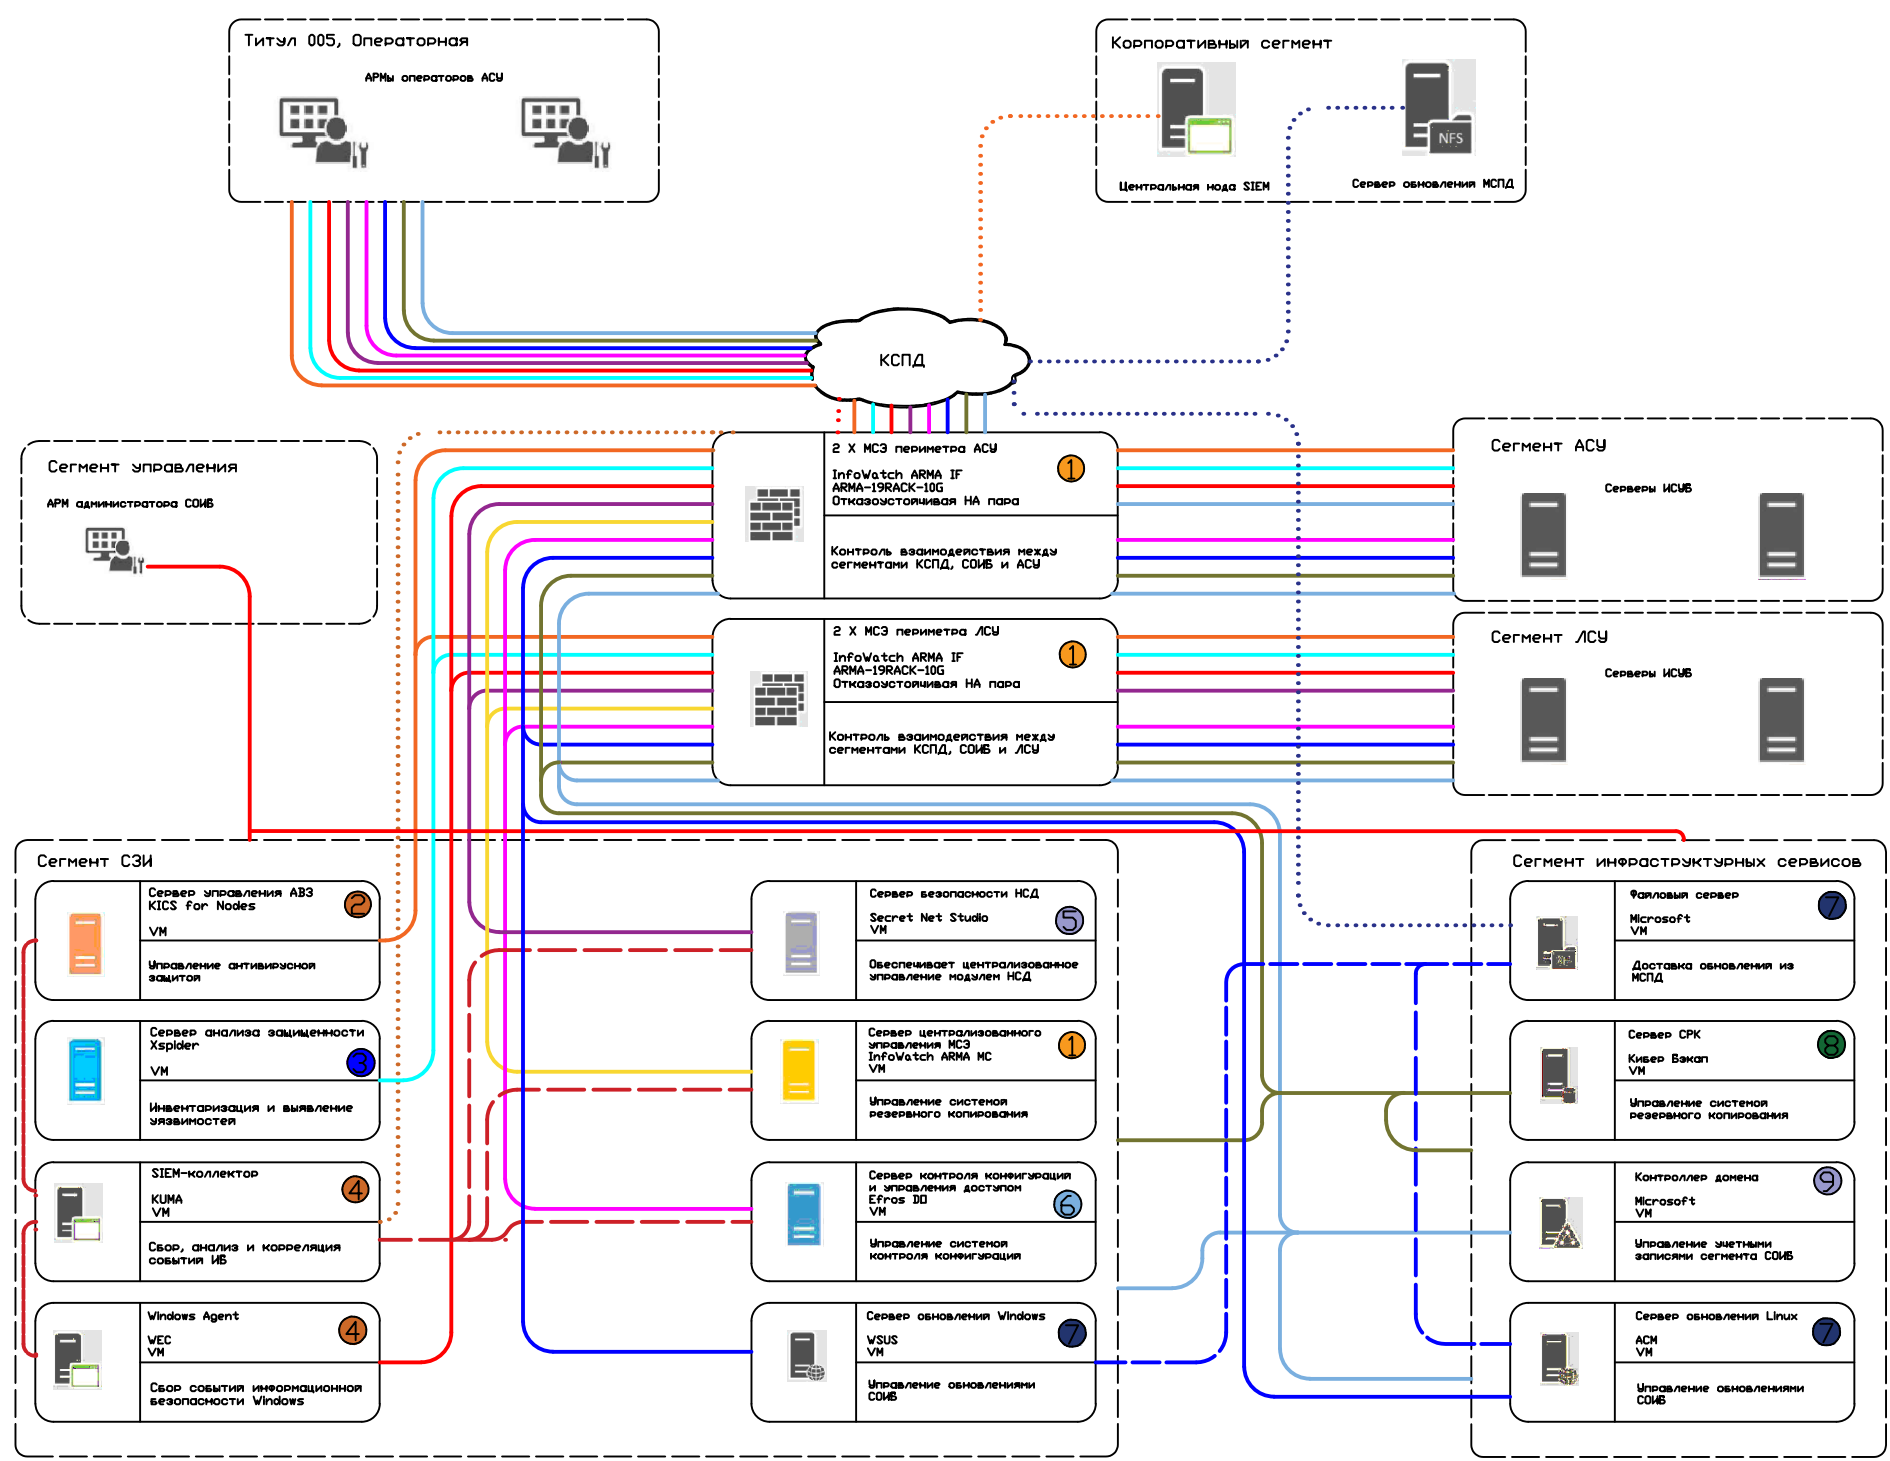 Титул 005, Операторная
АРМы операторов АСУ
Корпоративный сегмент
NFS
Центральная нода SIEM
Сервер обновления МСПД
КСПД
Сегмент управления
АРМ администратора СОИБ
2 X МСЭ периметра АСУ
InfoWatch ARMA IF
ARMA-19RACK-10G
Отказоустойчивая НА пара
1
Контроль взаимодействия между
сегментами КСПД, СОИБ и АСУ
Сегмент АСУ
Серверы ИСУБ
2 X МСЭ периметра ЛСУ
InfoWatch ARMA IF
ARMA-19RACK-10G
Отказоустойчивая НА пара
1
Контроль взаимодействия между
сегментами КСПД, СОИБ и ЛСУ
Сегмент ЛСУ
Серверы ИСУБ
Сегмент СЗИ
Сервер управления АВЗ
KICS for Nodes
VM
2
Управление антивирусной
защитой
Сервер анализа защищенности
Xspider
VM
3
Инвентаризация и выявление
уязвимостей
SIEM-коллектор
KUMA
VM
4
Сбор, анализ и корреляция
событий ИБ
Windows Agent
WEC
VM
4
Сбор событий информационной
безопасности Windows
Сервер безопасности НСД
Secret Net Studio
VM
5
Обеспечивает централизованное
управление модулем НСД
Сервер централизованного
управления МСЭ
InfoWatch ARMA MC
VM
1
Управление системой
резервного копирования
Сервер контроля конфигурации
и управления доступом
Efros DO
VM
6
Управление системой
контроля конфигурации
Сервер обновлений Windows
WSUS
VM
7
Управление обновлениями
СОИБ
Сегмент инфраструктурных сервисов
Файловый сервер
Microsoft
VM
7
Доставка обновлений из
МСПД
Сервер СРК
Кибер Бэкап
VM
8
Управление системой
резервного копирования
Контроллер домена
Microsoft
VM
9
Управление учетными
записями сегмента СОИБ
Сервер обновлений Linux
АСМ
VM
7
Управление обновлениями
СОИБ